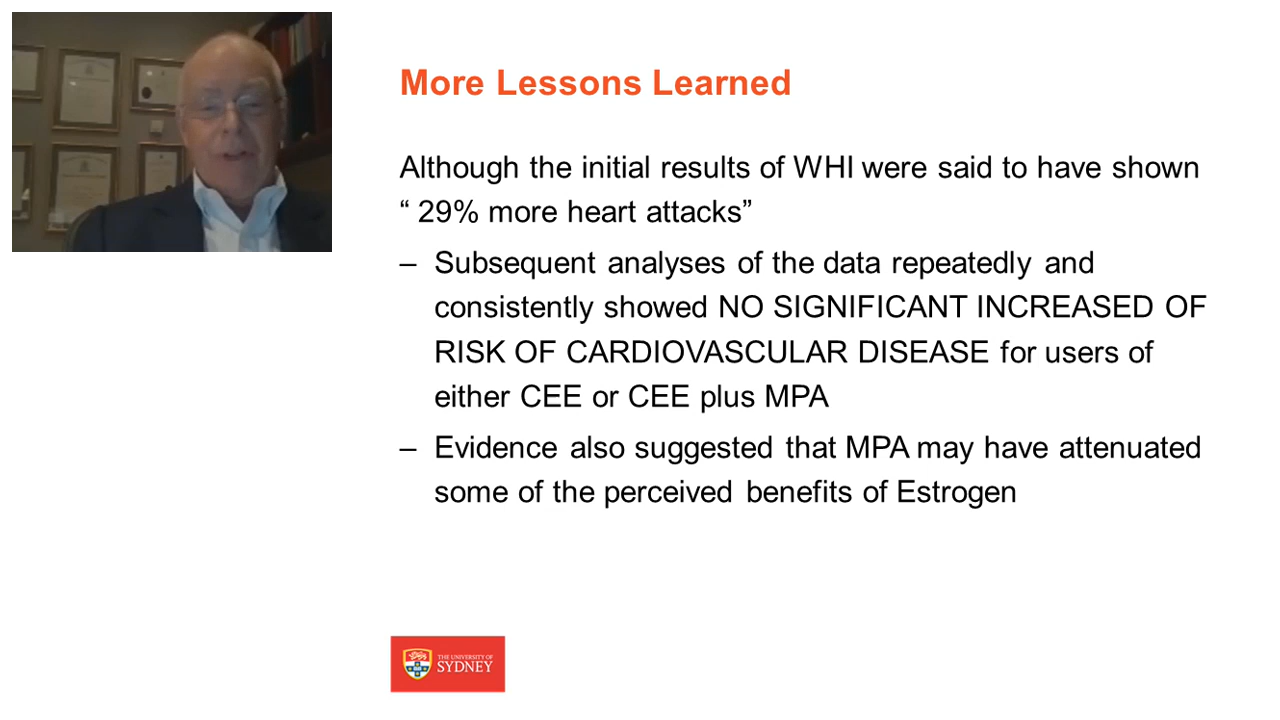 More Lessons Learned
Although the initial results of WHI were said to have shown
“ 29% more heart attacks”
– Subsequent analyses of the data repeatedly and
consistently showed NO SIGNIFICANT INCREASED OF
RISK OF CARDIOVASCULAR DISEASE for users of
either CEE or CEE plus MPA
– Evidence also suggested that MPA may have attenuated
some of the perceived benefits of Estrogen
THE UNIVERSITY OF
SYDNEY